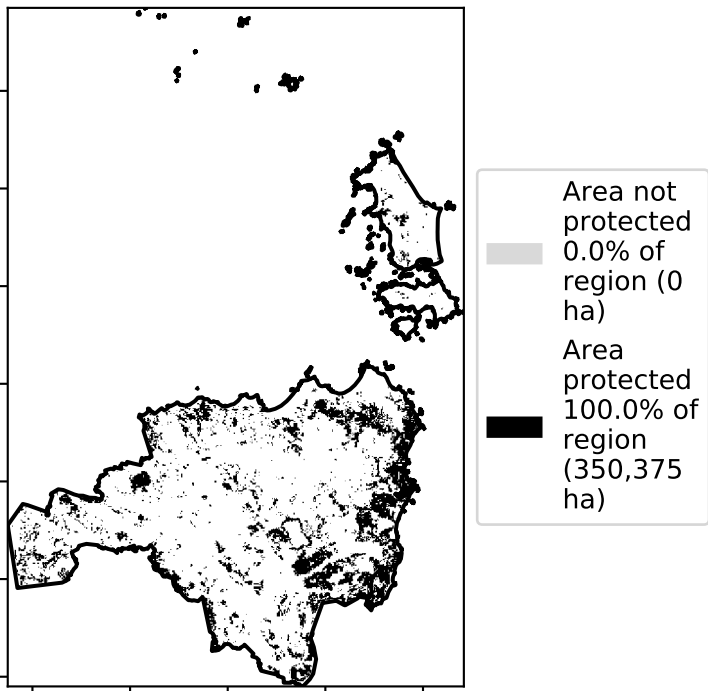 Area not
protected
0.0% of
region (0
ha)
Area
protected
100.0% of
region
(350,375
ha)